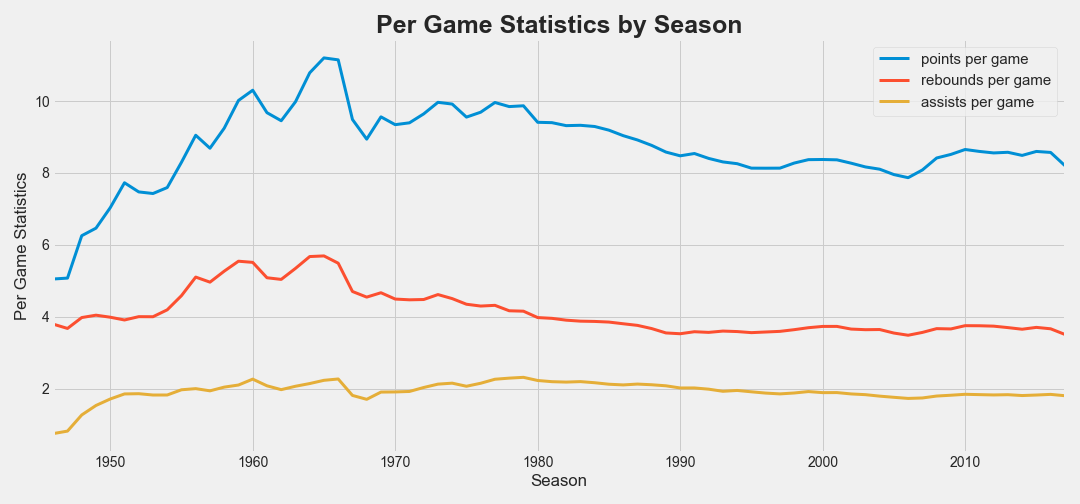 Per Game Statistics by Season
points per game
rebounds per game
assists per game
Per Game Statistics
10
8
6
4
2
1950 1960 1970 1980 1990 2000 2010
Season